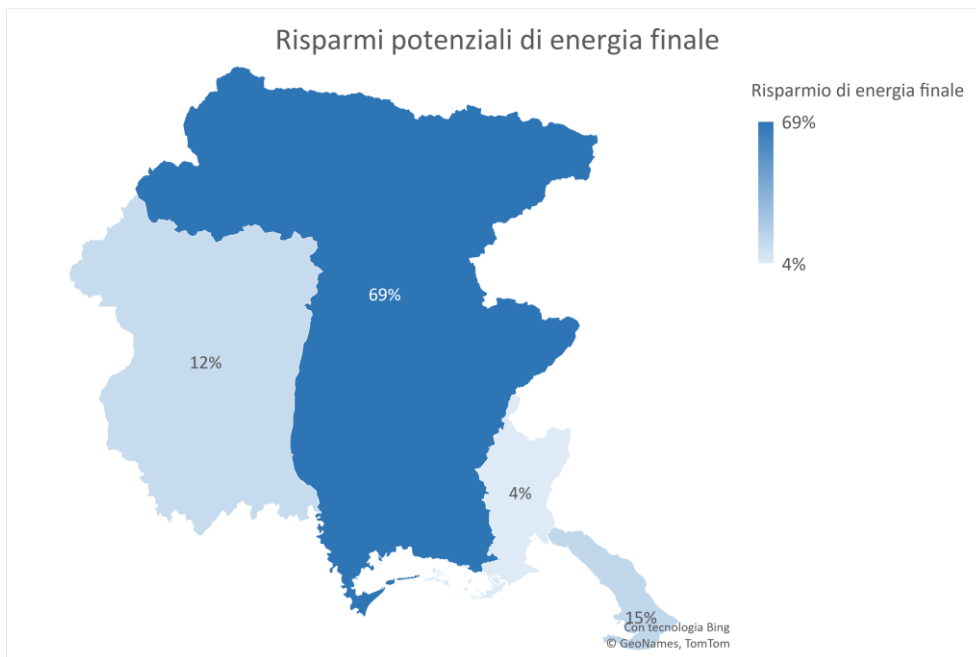 Risparmi potenziali di energia finale
Risparmio di energia finale
69%
4%
69%
12%
4%
15%
Con tecnologia Bing
© GeoNames, TomTom